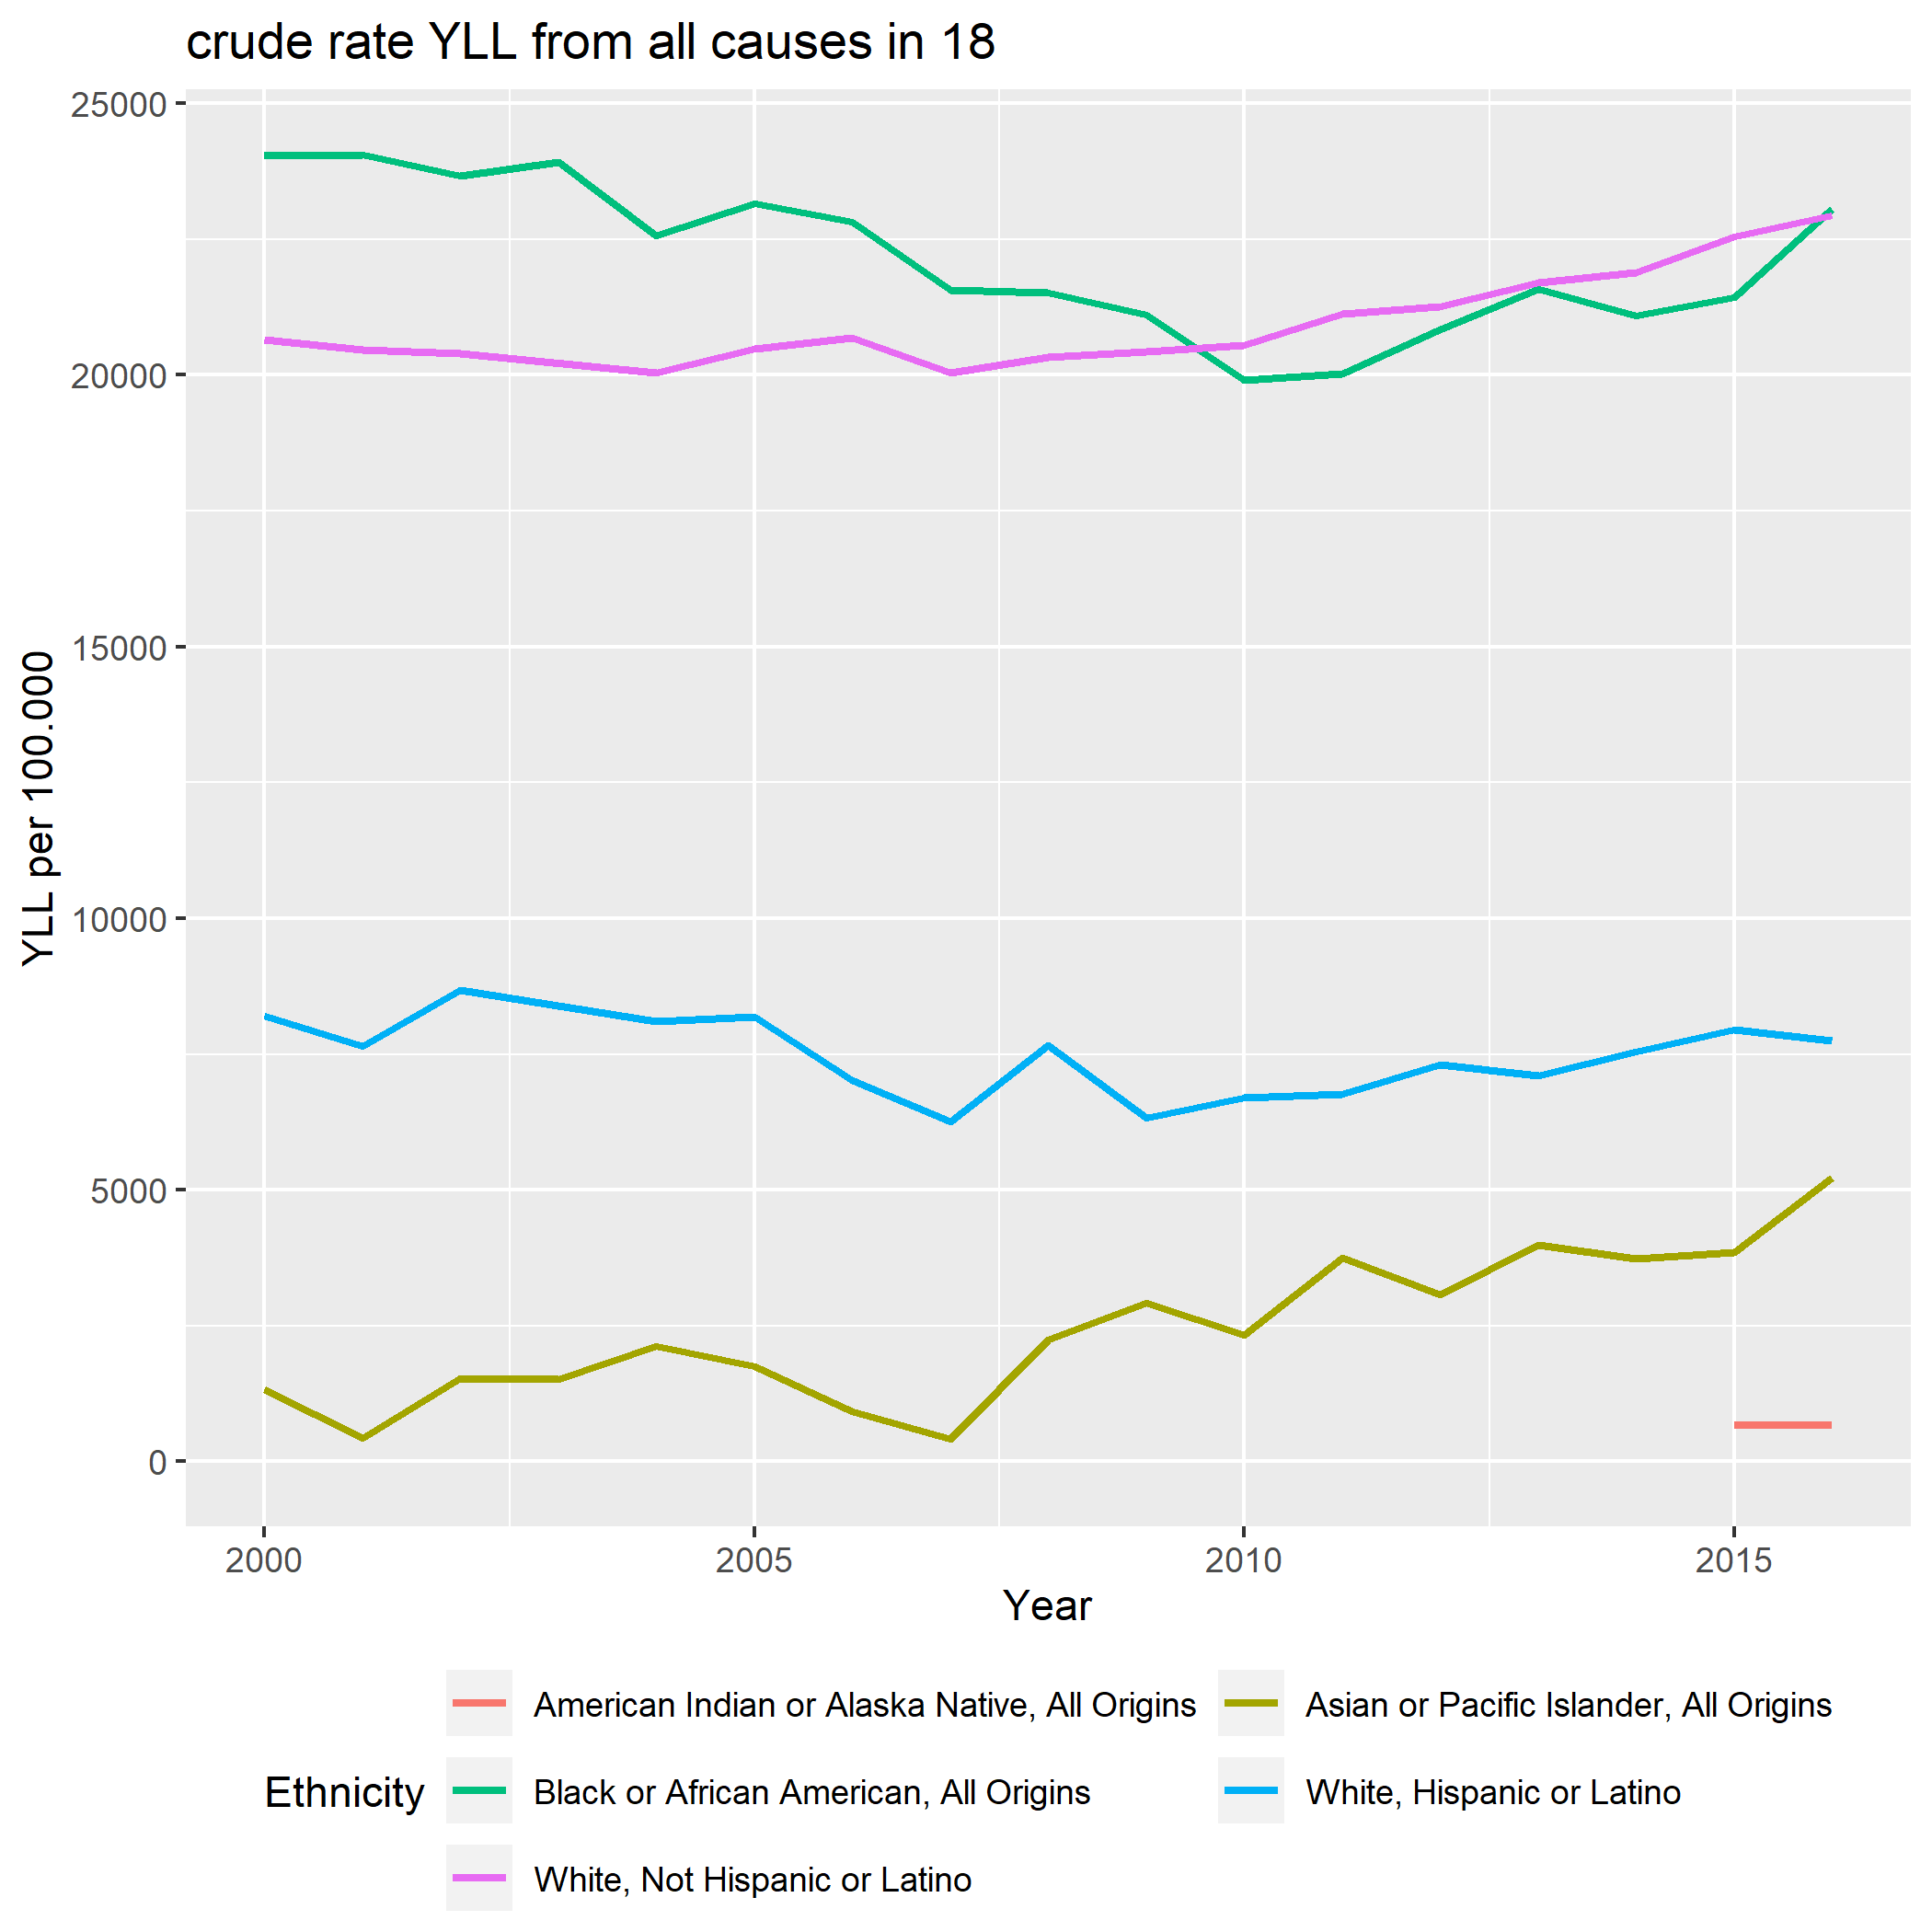 crude rate YLL from all causes in 18
25000
20000
15000
10000
5000
0
YLL per 100.000
2000 2005 2010 2015
Year
Ethnicity
American Indian or Alaska Native, All Origins
Asian or Pacific Islander, All Origins
Black or African American, All Origins
White, Hispanic or Latino
White, Not Hispanic or Latino